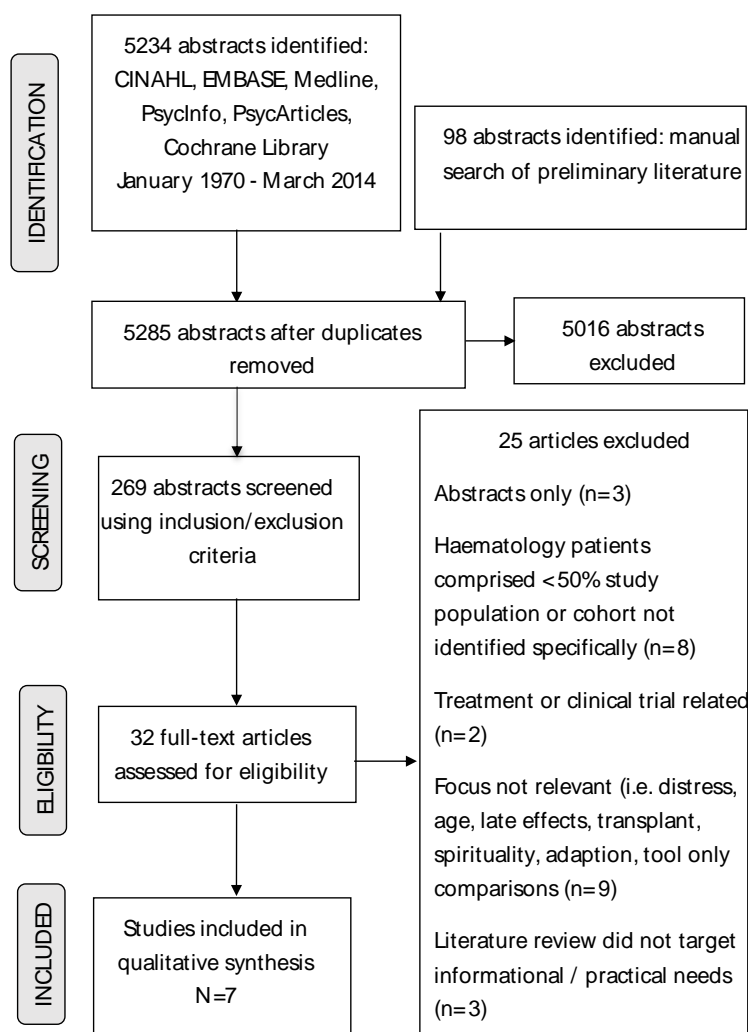 IDENTIFICATION
5234 abstracts identified:
CINAHL, EMBASE, Medline,
PsycInfo, PsycArticles,
Cochrane Library
January 1970 - March 2014
98 abstracts identified: manual
search of preliminary literature
5285 abstracts after duplicates
removed
5016 abstracts
excluded
SCREENING
269 abstracts screened
using inclusion/exclusion
criteria
25 articles excluded
Abstracts only (n=3)
Haematology patients
comprised <50% study
population or cohort not
identified specifically (n=8)
Treatment or clinical trial related
(n=2)
Focus not relevant (i.e. distress,
age, late effects, transplant,
spirituality, adaption, tool only
comparisons (n=9)
Literature review did not target
informational / practical needs
(n=3)
ELIGIBILITY
32 full-text articles
assessed for eligibility
INCLUDED
Studies included in
qualitative synthesis
N=7